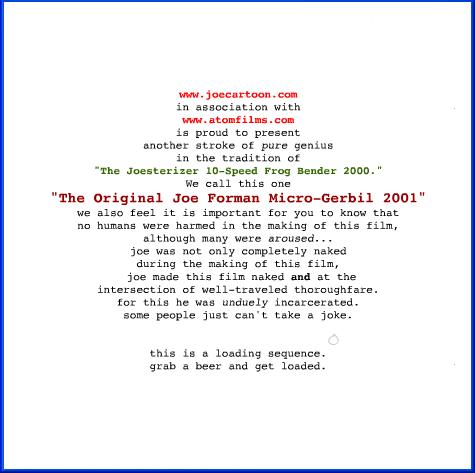 www.joecartoon.com
in association with
www.atomfilms.com
is proud to present
another stroke of pure genius
in the tradition of
"The Joesterizer 10-Speed Frog Bender 2000."
We call this one
"The Original Joe Forman Micro-Gerbil 2001"
we also feel it is important for you to know that
no humans were harmed in the making of this film,
although many were aroused...
joe was not only completely naked
during the making of this film,
joe made this film naked and at the
intersection of well-traveled thoroughfare.
for this he was unduely incarcerated.
some people just can't take a joke.
this is a loading sequence.
grab a beer and get loaded.